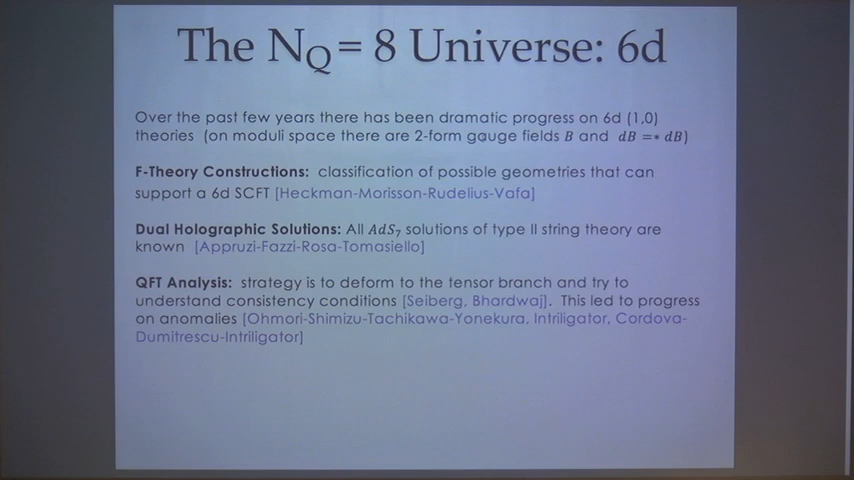 The N_Q = 8 Universe: 6d
Over the past few years there has been dramatic progress on 6d (1,0)
theories (on moduli space there are 2-form gauge fields B and dB =* dB)
F-Theory Constructions: classification of possible geometries that can
support a 6d SCFT [Heckman-Morisson-Rudelius-Vafa]
Dual Holographic Solutions: All AdS₇ solutions of type II string theory are
known [Appruzi-Fazzi-Rosa-Tomasiello]
QFT Analysis: strategy is to deform to the tensor branch and try to
understand consistency conditions [Seiberg, Bhardwaj]. This led to progress
on anomalies [Ohmori-Shimizu-Tachikawa-Yonekura, Intriligator, Cordova-
Dumitrescu-Intriligator]